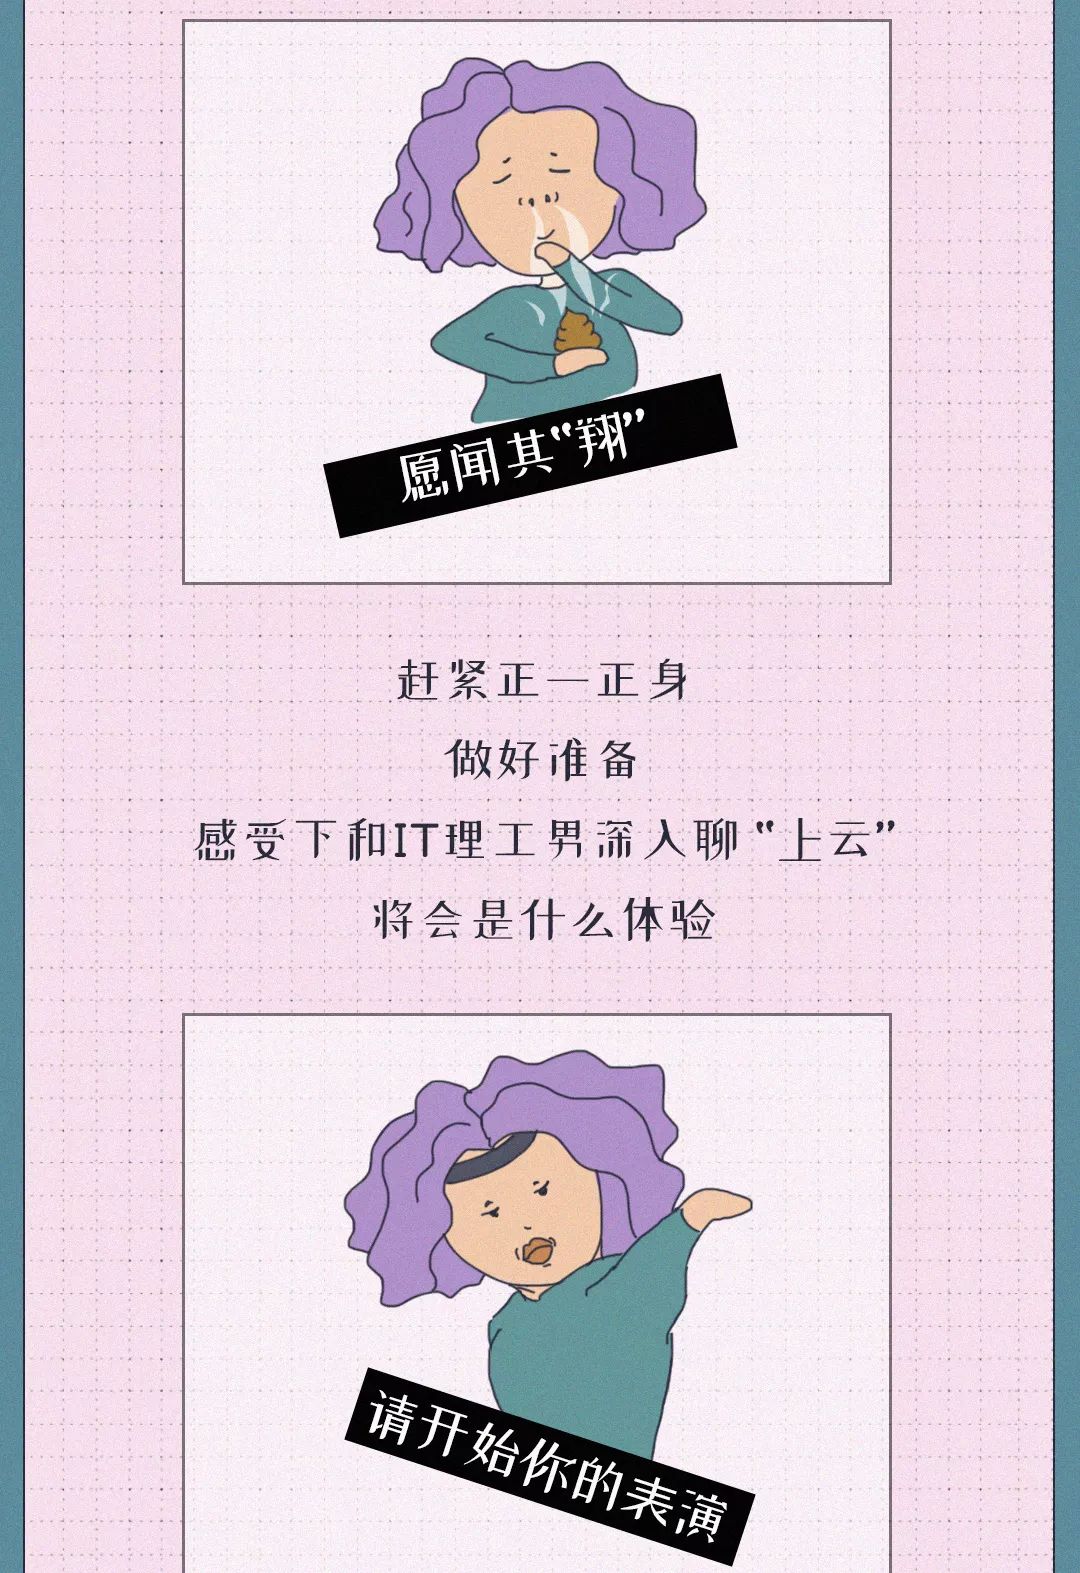 愿闻其“翔”
赶紧正一正身
做好准备
感受下和IT理工男深入聊“上云”
将会是什么体验
请开始你的表演